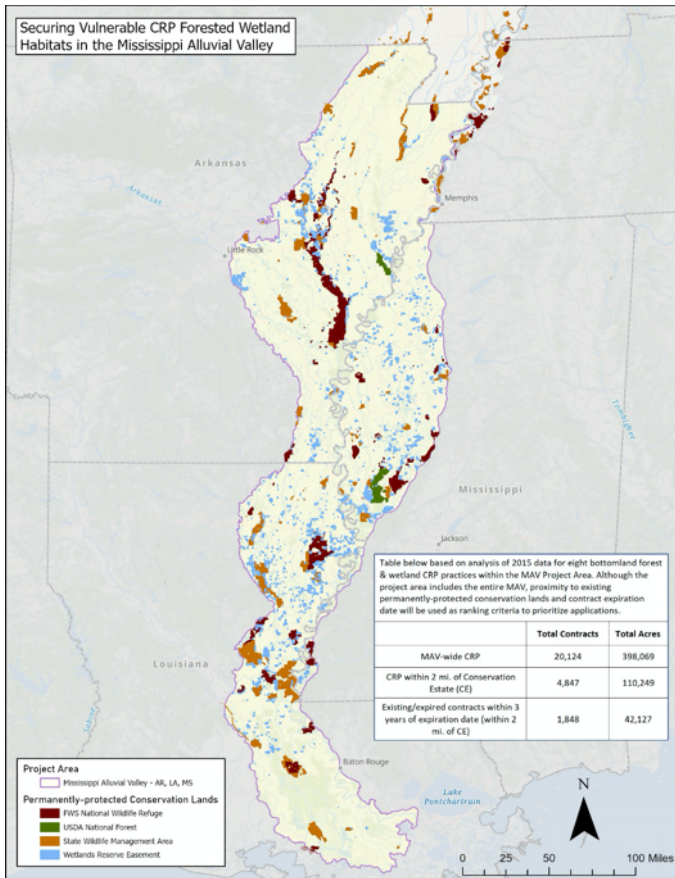 Securing Vulnerable CRP Forested Wetland
Habitats in the Mississippi Alluvial Valley
Arkansas
Arkansas
Memphis
Little Rock
Tombigbee
Mississippi
Jackson
Table below based on analysis of 2015 data for eight bottomland forest
& wetland CRP practices within the MAV Project Area. Although the
project area includes the entire MAV, proximity to existing
permanently-protected conservation lands and contract expiration
date will be used as ranking criteria to prioritize applications.
Total Contracts Total Acres
MAV-wide CRP 20,124 398,069
CRP within 2 mi. of Conservation
Estate (CE) 4,847 110,249
Existing/expired contracts within 3
years of expiration date (within 2
mi. of CE) 1,848 42,127
Louisiana
Sabine
Baton Rouge
Lake
Pontchartrain
Project Area
Mississippi Alluvial Valley - AR, LA, MS
Permanently-protected Conservation Lands
FWS National Wildlife Refuge
USDA National Forest
State Wildlife Management Area
Wetlands Reserve Easement
N
0 25 50 100 Miles